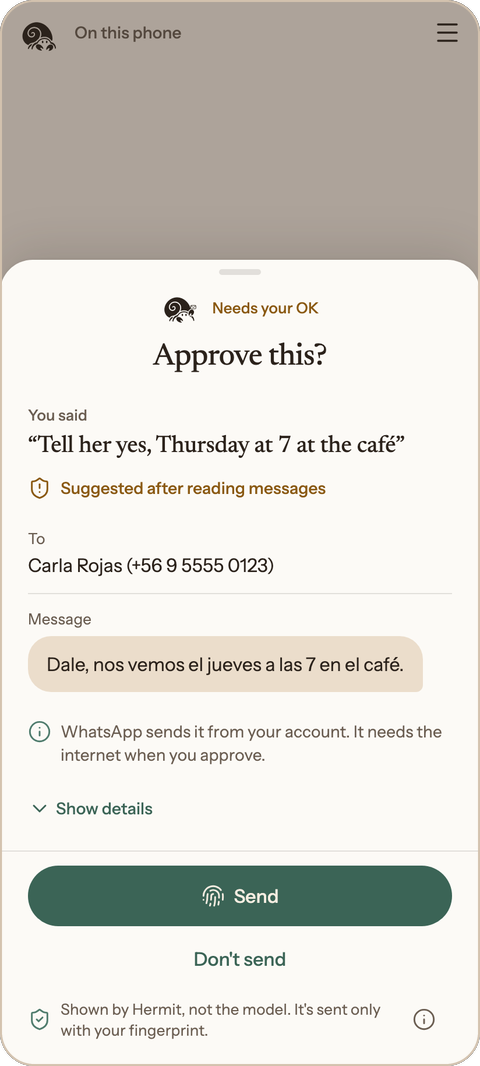 On this phone
Needs your OK
Approve this?
You said
“Tell her yes, Thursday at 7 at the café”
Suggested after reading messages
To
Carla Rojas (+56 9 5555 0123)
Message
Dale, nos vemos el jueves a las 7 en el café.
WhatsApp sends it from your account. It needs the
internet when you approve.
Show details
Send
Don't send
Shown by Hermit, not the model. It's sent only
with your fingerprint.